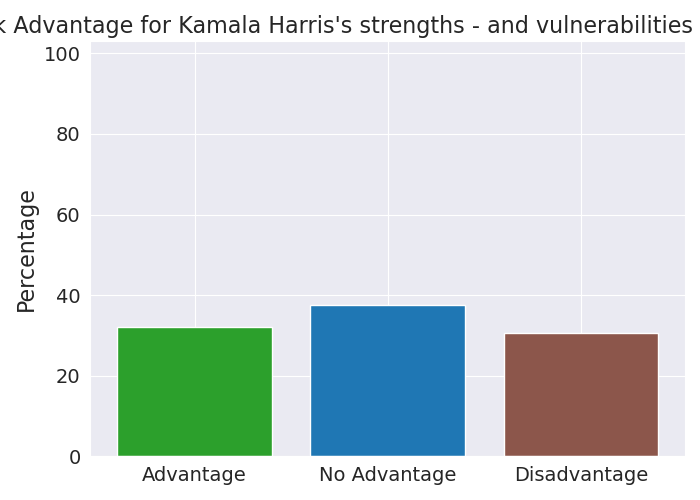 Advantage for Kamala Harris's strengths - and vulnerabilities
Percentage
100
80
60
40
20
0
Advantage
No Advantage
Disadvantage